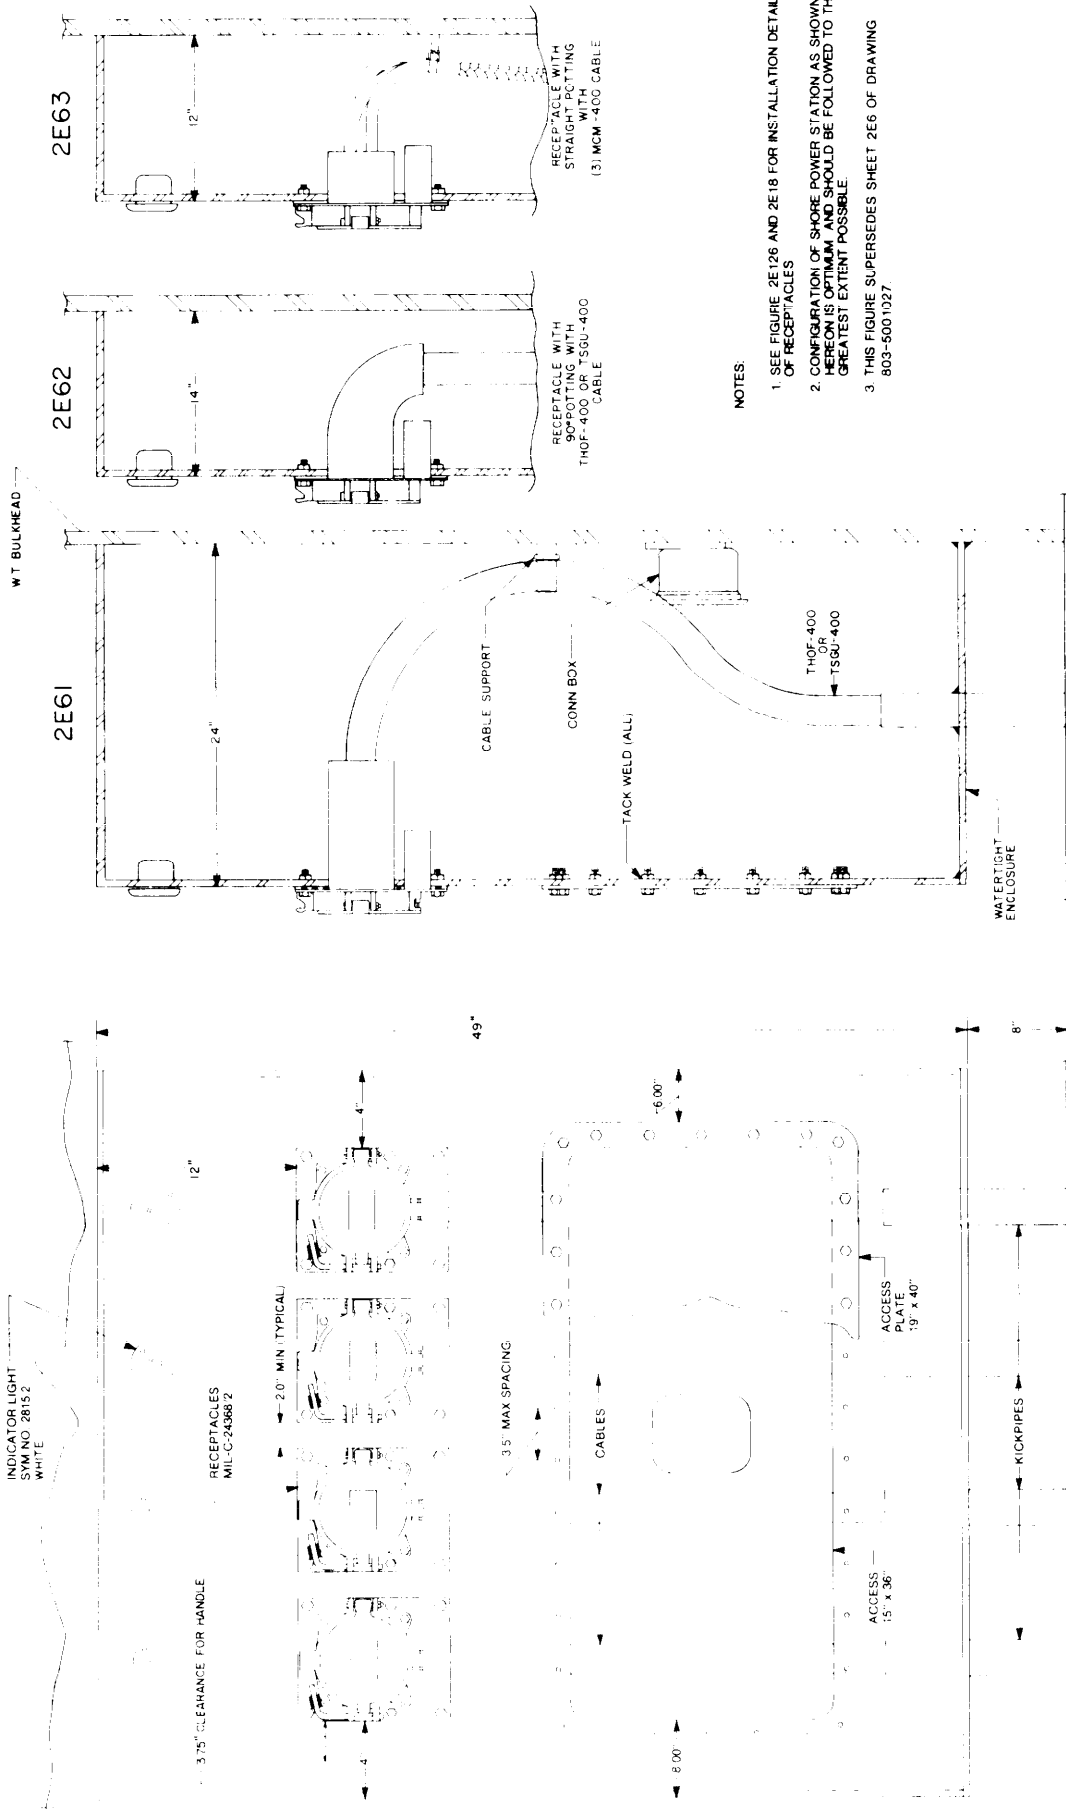 INDICATOR LIGHT
SYM NO. 2815.2
WHITE
3.75" CLEARANCE FOR HANDLE
RECEPTACLES
MIL-C-24368/2
2.0" MIN (TYPICAL)
12"
4"
4
49"
3.5" MAX SPACING
CABLES
6.00"
8.00"
ACCESS
15" x 36"
ACCESS
PLATE
19" x 40"
KICKPIPES
8"
WT BULKHEAD
2E61
24"
CABLE SUPPORT
CONN BOX
TACK WELD (ALL)
THOF-400
OR
TSGU-400
WATERTIGHT
ENCLOSURE
2E62
14"
RECEPTACLE WITH
90° POTTING WITH
THOF-400 OR TSGU-400
CABLE
2E63
12"
RECEPTACLE WITH
STRAIGHT POTTING
WITH
(3) MCM-400 CABLE
NOTES:
1. SEE FIGURE 2E126 AND 2E18 FOR INSTALLATION DETAIL
OF RECEPTACLES
2. CONFIGURATION OF SHORE POWER STATION AS SHOWN
HEREON IS OPTIMUM AND SHOULD BE FOLLOWED TO TH
GREATEST EXTENT POSSIBLE.
3. THIS FIGURE SUPERSEDES SHEET 2E6 OF DRAWING
803-5001027.